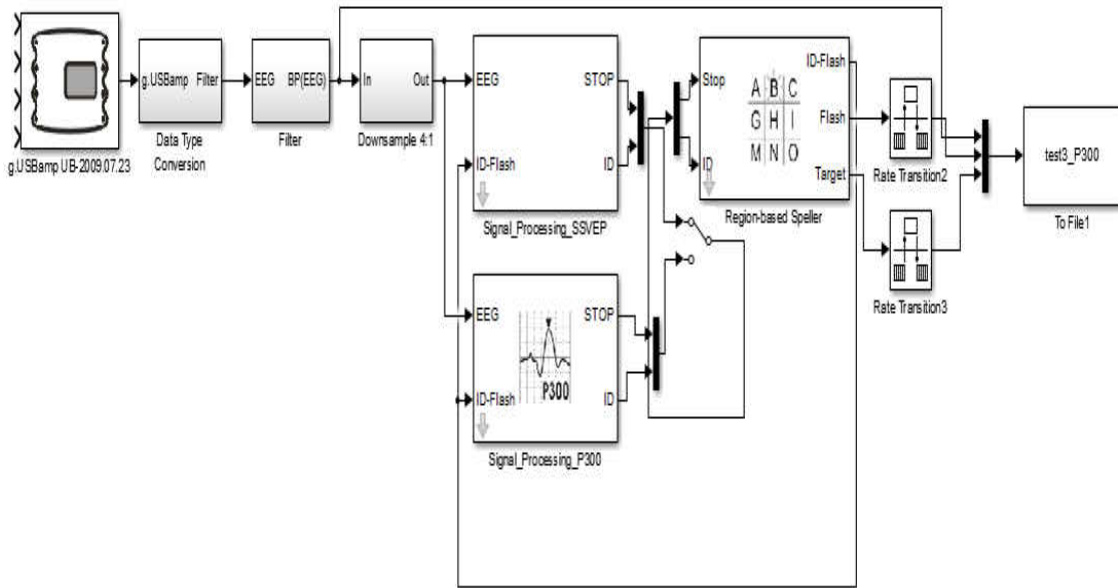 g.USBamp UB-2009.07.23
g.USBamp Filter
Data Type
Conversion
EEG BP(EEG)
Filter
In Out
Downsample 4:1
EEG STOP
ID-Flash ID
Signal_Processing_SSVEP
EEG STOP
P300
ID-Flash ID
Signal_Processing_P300
Stop
ID
A B C
G H I
M N O
ID-Flash
Flash
Target
Region-based Speller
Rate Transition2
Rate Transition3
test3_P300
To File1